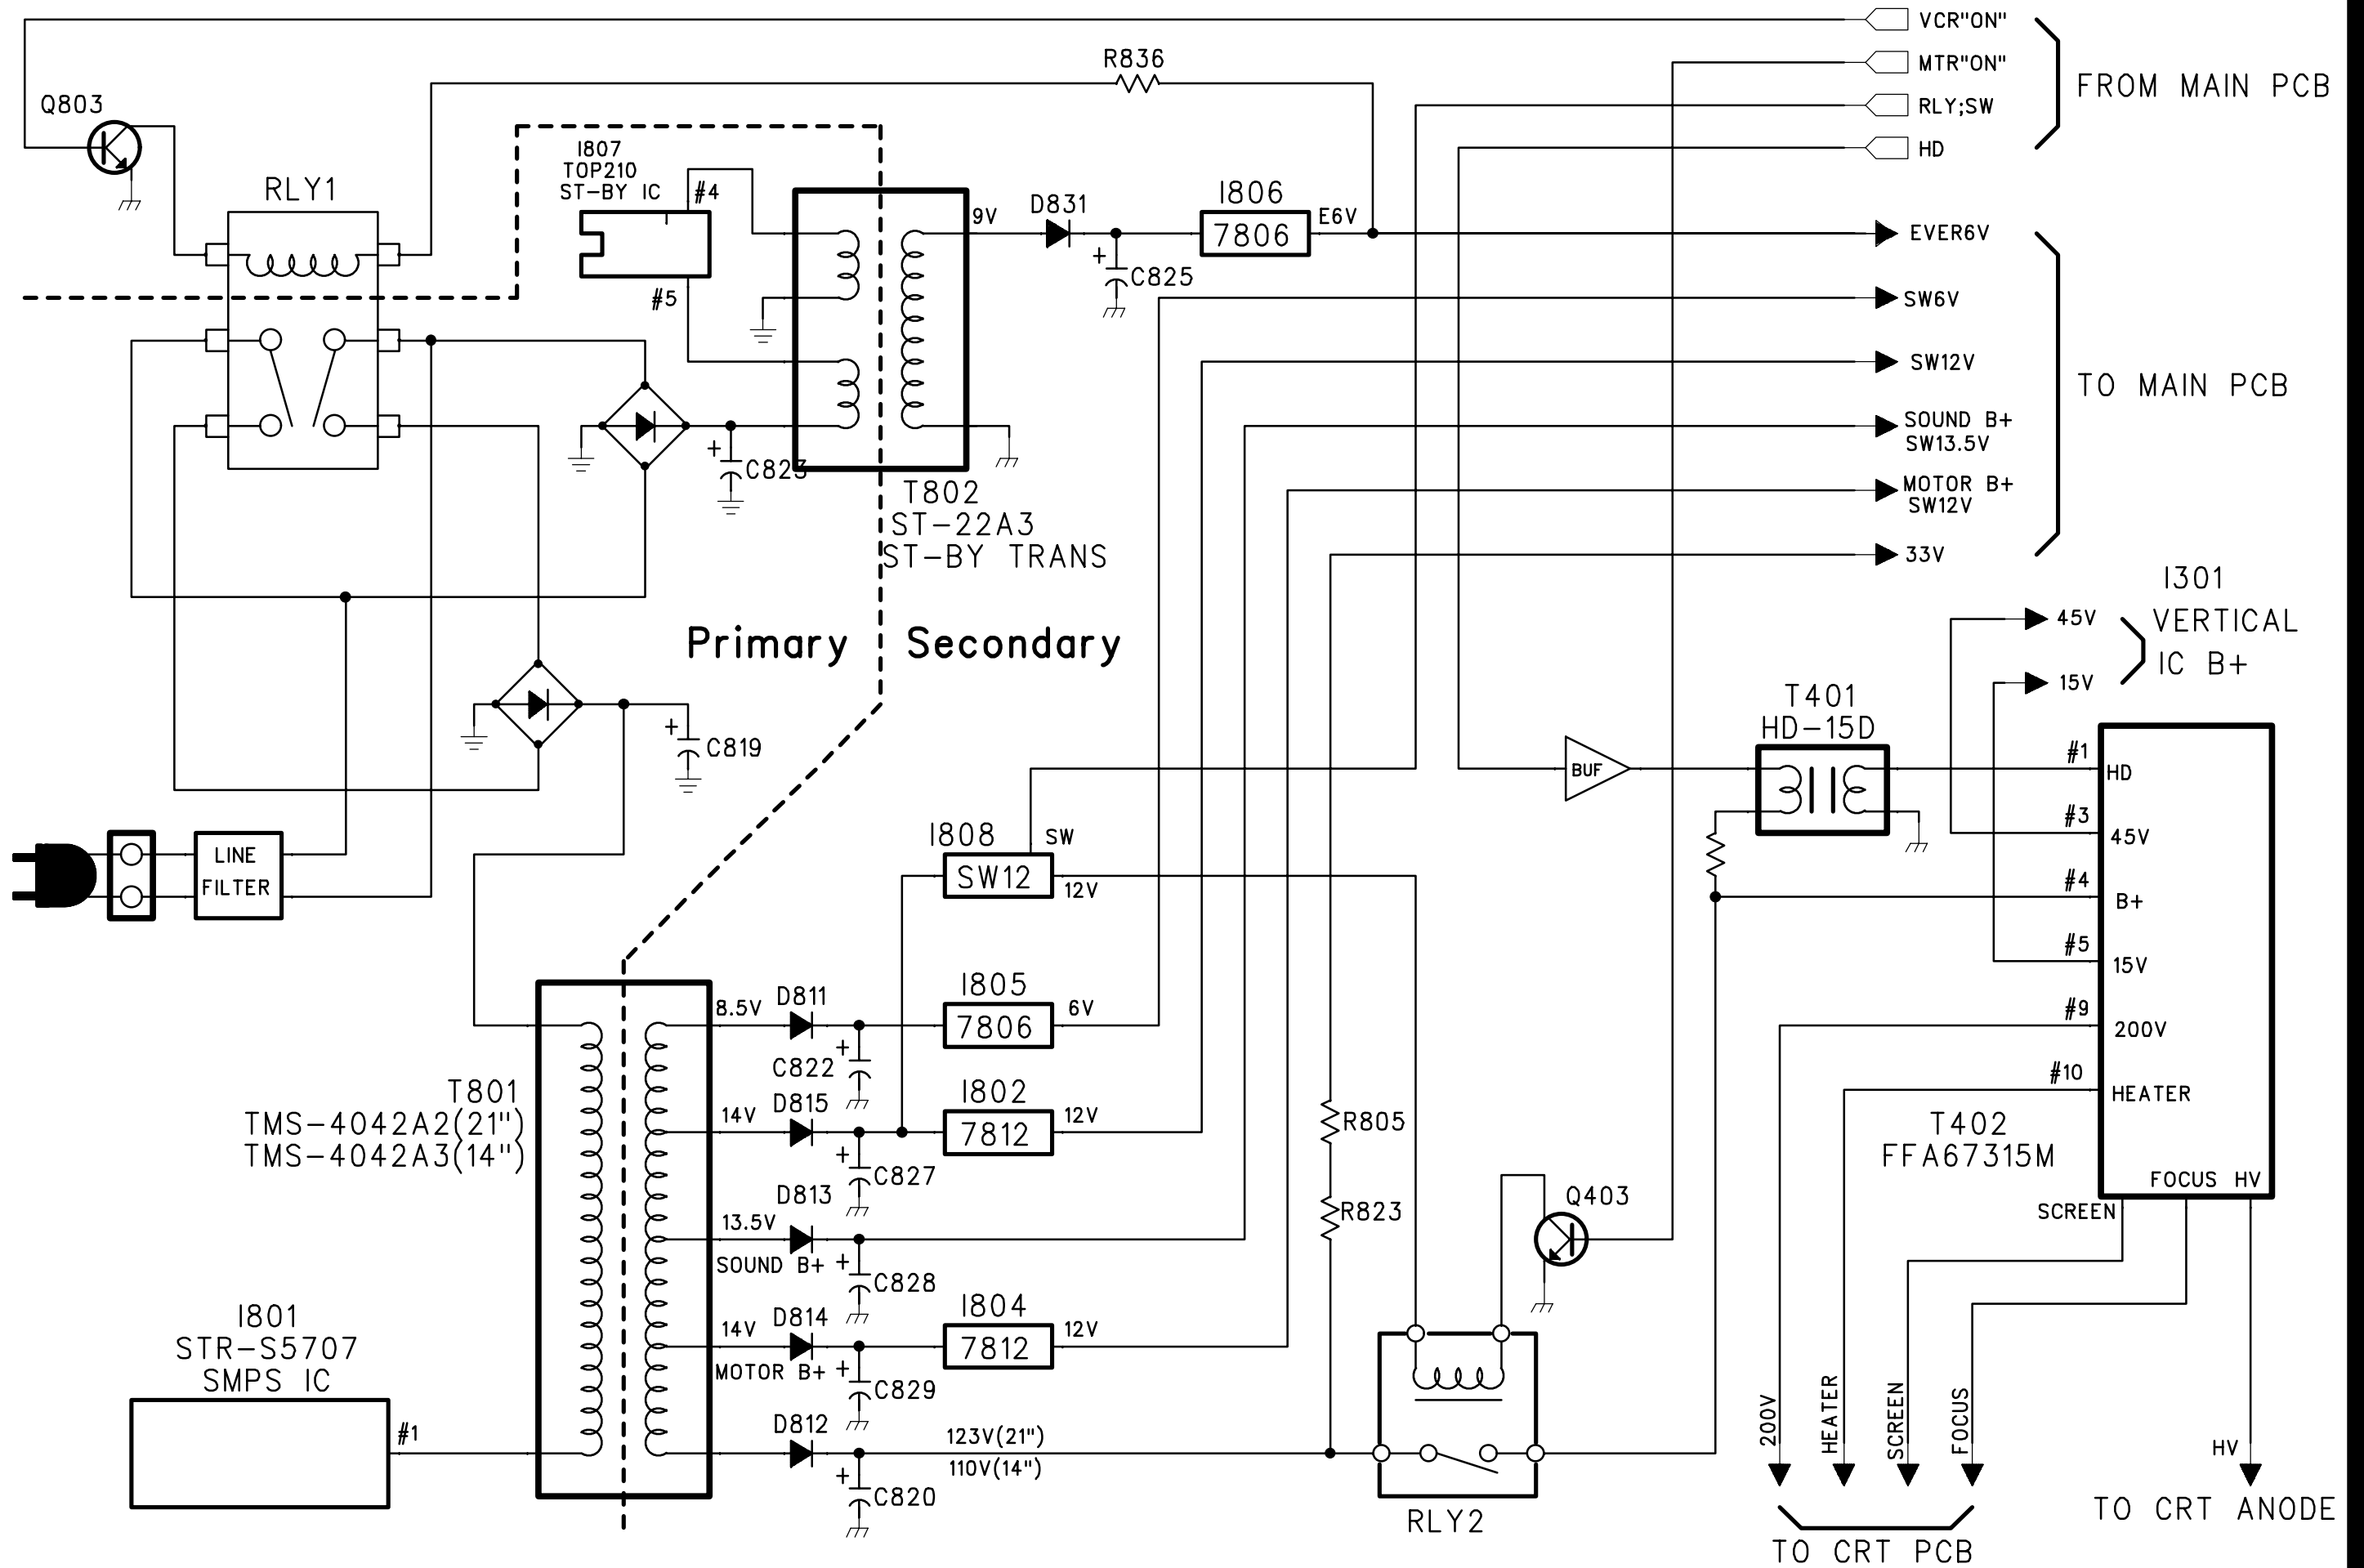 VCR"ON"
MTR"ON"
RLY;SW
HD
FROM MAIN PCB
R836
Q803
RLY1
I807
TOP210
ST-BY IC
#4
#5
9V
D831
+
C825
I806
7806
E6V
EVER6V
SW6V
SW12V
SOUND B+
SW13.5V
MOTOR B+
SW12V
33V
TO MAIN PCB
+
C823
T802
ST-22A3
ST-BY TRANS
Primary
Secondary
+
C819
LINE
FILTER
I301
VERTICAL
IC B+
45V
15V
T401
HD-15D
BUF
#1
HD
#3
45V
#4
B+
#5
15V
#9
200V
#10
HEATER
T402
FFA67315M
FOCUS HV
SCREEN
I808
SW
SW12
12V
8.5V
D811
+
C822
I805
7806
6V
T801
TMS-4042A2(21")
TMS-4042A3(14")
14V
D815
+
C827
I802
7812
12V
13.5V
D813
SOUND B+
+
C828
14V
D814
MOTOR B+
+
C829
I804
7812
12V
D812
+
C820
123V(21")
110V(14")
R805
R823
Q403
RLY2
I801
STR-S5707
SMPS IC
#1
200V
HEATER
SCREEN
FOCUS
HV
TO CRT ANODE
TO CRT PCB